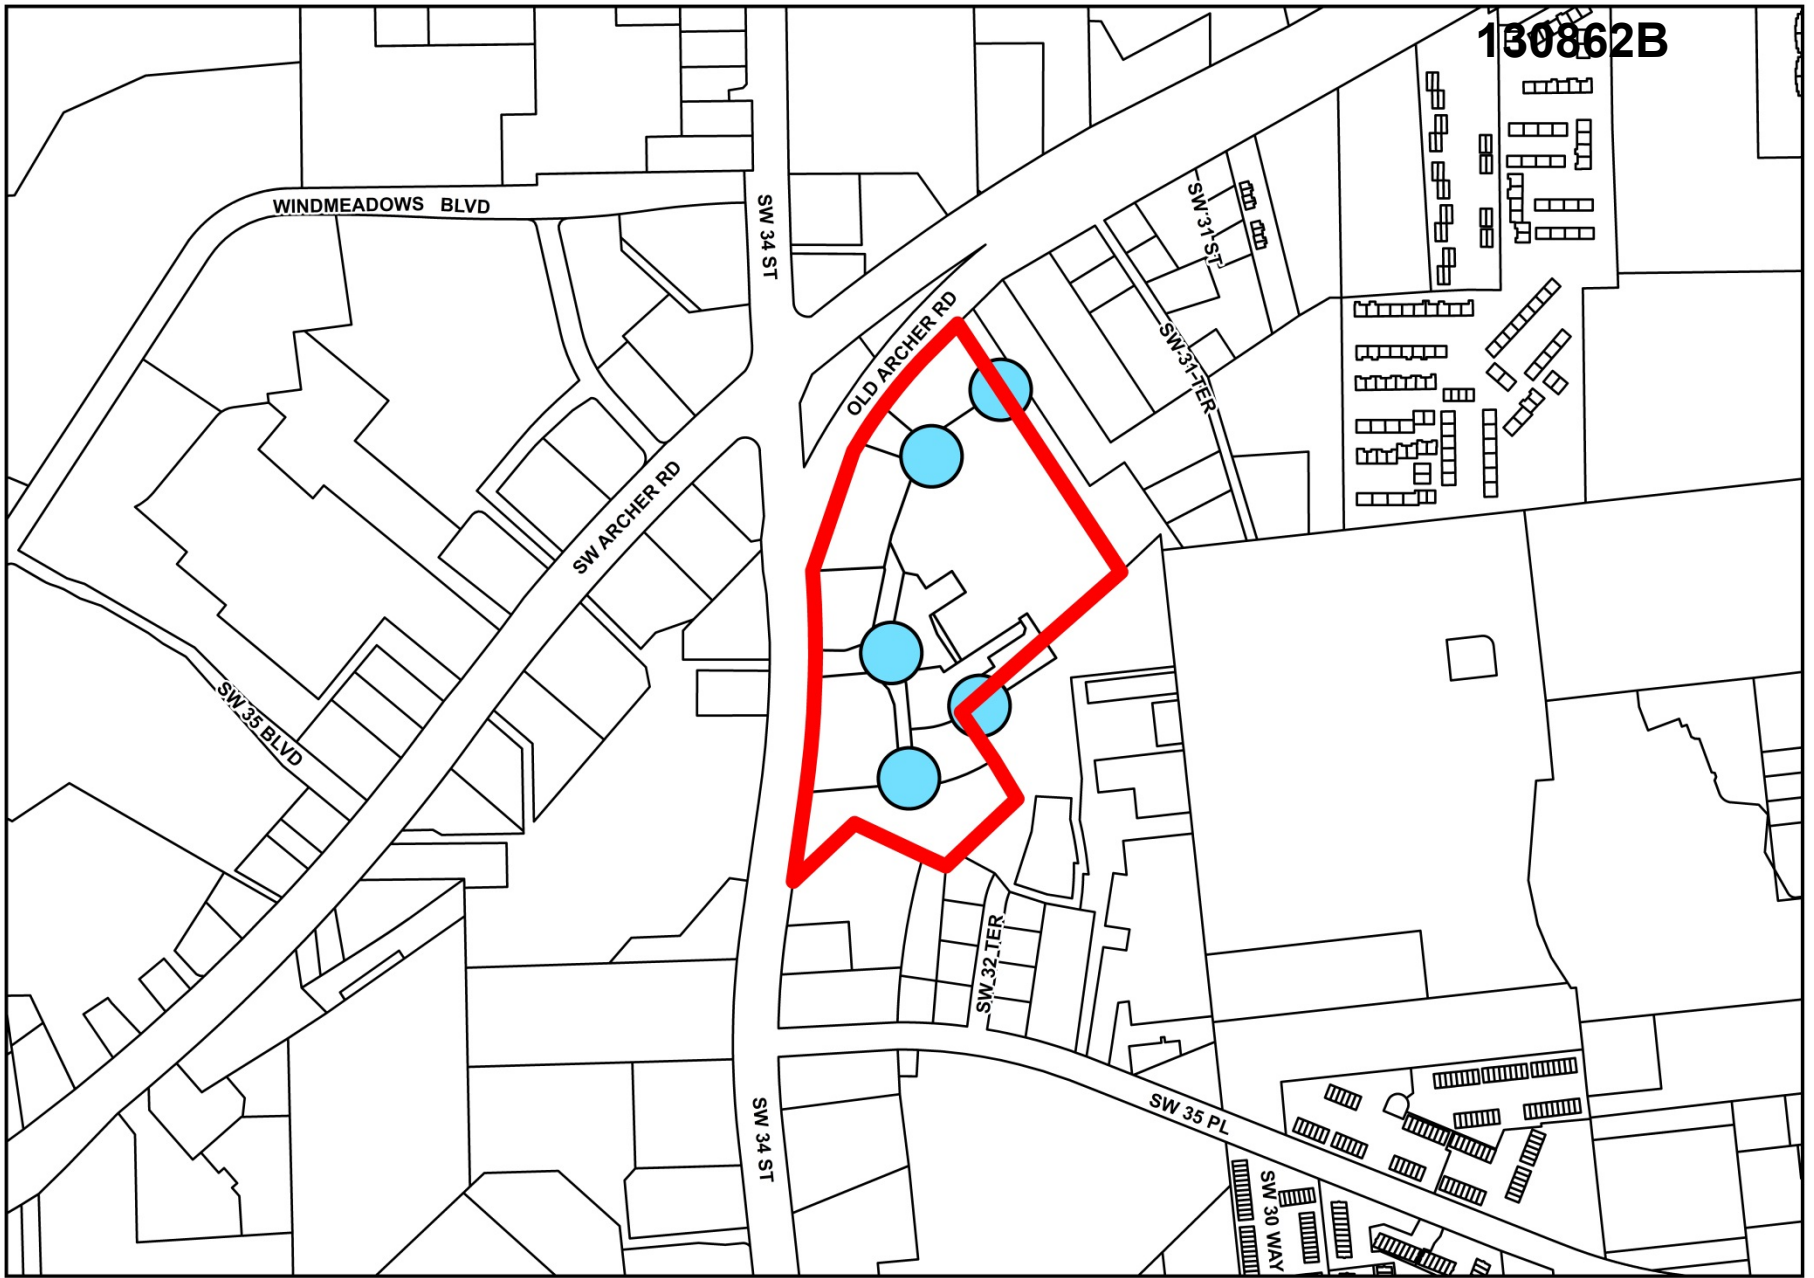 130862B
WINDMEADOWS BLVD
SW 34 ST
SW 31 ST
OLD ARCHER RD
SW 31 TER
SW ARCHER RD
SW 35 BLVD
SW 32 TER
SW 34 ST
SW 35 PL
SW 30 WAY